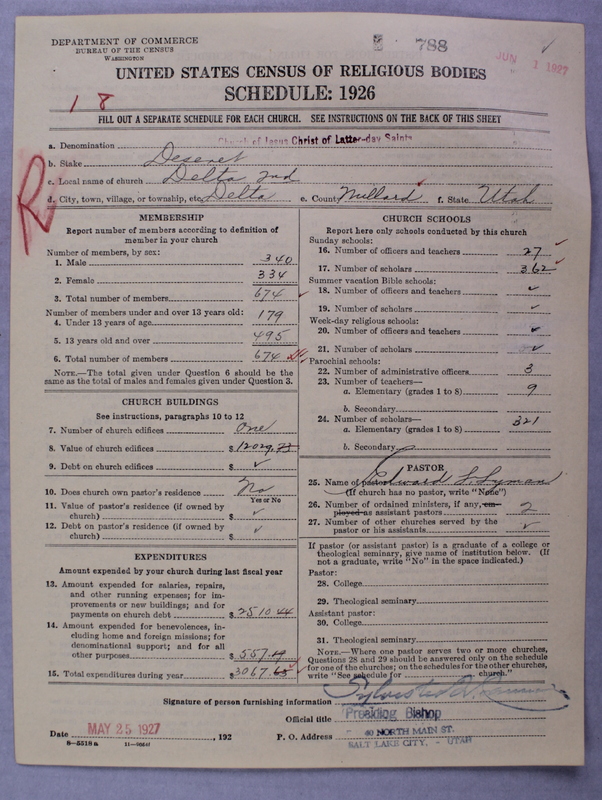 DEPARTMENT OF COMMERCE
BUREAU OF THE CENSUS
WASHINGTON
788
JUN 1 1927
UNITED STATES CENSUS OF RELIGIOUS BODIES
SCHEDULE: 1926
1 8
FILL OUT A SEPARATE SCHEDULE FOR EACH CHURCH. SEE INSTRUCTIONS ON THE BACK OF THIS SHEET
R
a. Denomination Church of Jesus Christ of Latter-day Saints
b. Stake Deseret
c. Local name of church Delta 2nd
d. City, town, village, or township, etc. Delta e. County Millard f. State Utah
MEMBERSHIP
Report number of members according to definition of
member in your church
Number of members, by sex:
1. Male 340
2. Female 334
3. Total number of members 674
Number of members under and over 13 years old:
4. Under 13 years of age 179
5. 13 years old and over 495
6. Total number of members 674
NOTE.—The total given under Question 6 should be the
same as the total of males and females given under Question 3.
CHURCH BUILDINGS
See instructions, paragraphs 10 to 12
7. Number of church edifices One
8. Value of church edifices $12029.73
9. Debt on church edifices $ ✓
10. Does church own pastor's residence No
Yes or No
11. Value of pastor's residence (if owned by
church) $ ✓
12. Debt on pastor's residence (if owned by
church) $ ✓
EXPENDITURES
Amount expended by your church during last fiscal year
13. Amount expended for salaries, repairs,
and other running expenses; for im-
provements or new buildings; and for
payments on church debt $2510.44
14. Amount expended for benevolences, in-
cluding home and foreign missions; for
denominational support; and for all
other purposes $557.19
15. Total expenditures during year $3067.63
CHURCH SCHOOLS
Report here only schools conducted by this church
Sunday schools:
16. Number of officers and teachers 27
17. Number of scholars 362
Summer vacation Bible schools:
18. Number of officers and teachers ✓
19. Number of scholars ✓
Week-day religious schools:
20. Number of officers and teachers ✓
21. Number of scholars ✓
Parochial schools:
22. Number of administrative officers 3
23. Number of teachers—
a. Elementary (grades 1 to 8) 9
b. Secondary
24. Number of scholars—
a. Elementary (grades 1 to 8) 321
b. Secondary
PASTOR
25. Name of pastor Edward L. Lyman
(If church has no pastor, write "None")
26. Number of ordained ministers, if any, em-
ployed as assistant pastors 2
27. Number of other churches served by the
pastor or his assistants ✓
If pastor (or assistant pastor) is a graduate of a college or
theological seminary, give name of institution below. (If
not a graduate, write "No" in the space indicated.)
Pastor:
28. College
29. Theological seminary
Assistant pastor:
30. College
31. Theological seminary
NOTE.—Where one pastor serves two or more churches,
Questions 28 and 29 should be answered only on the schedule
for one of the churches; on the schedules for the other churches,
write "See schedule for church."
Signature of person furnishing information Sylvester Q. Cannon
Official title Presiding Bishop
Date MAY 25 1927, 192 P. O. Address 40 NORTH MAIN ST.
SALT LAKE CITY, - UTAH
8-5518 a